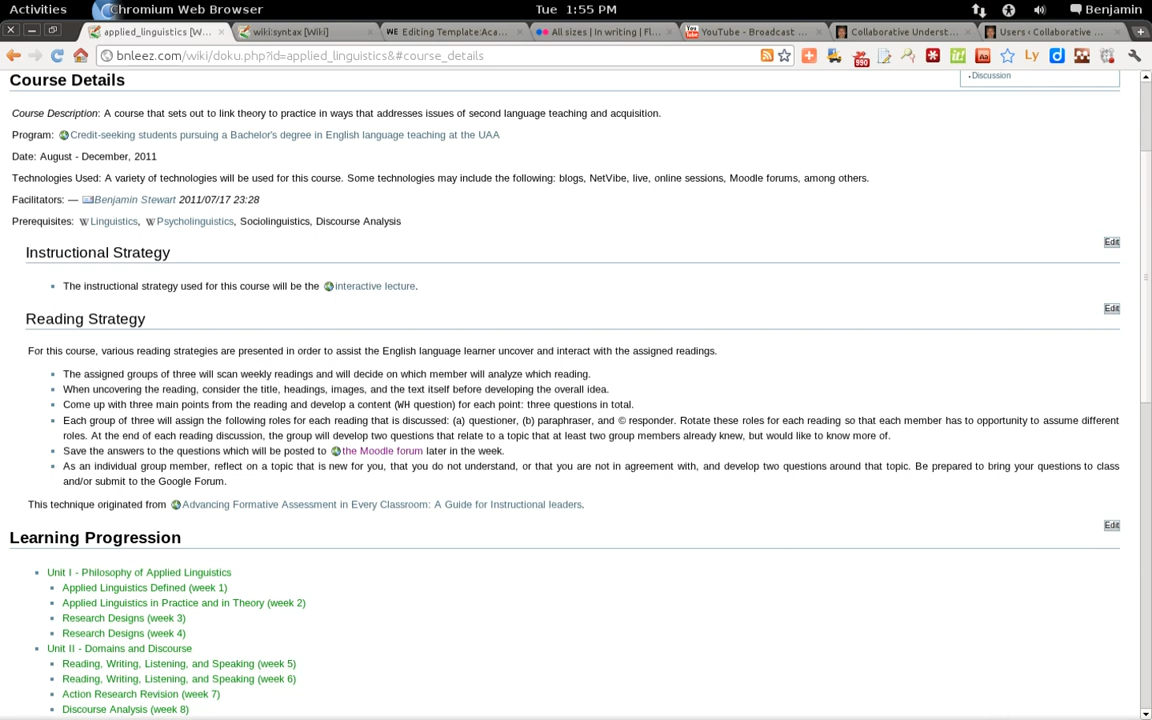 Activities Chromium Web Browser Tue 1:55 PM Benjamin
applied_linguistics [W... wiki:syntax [Wiki] WE Editing Template:Aca... All sizes | In writing | Fl... YouTube - Broadcast ... Collaborative Underst... Users ‹ Collaborative ...
bnleez.com/wiki/doku.php?id=applied_linguistics&#course_details 990 it! Ly d
Course Details
Discussion
Course Description: A course that sets out to link theory to practice in ways that addresses issues of second language teaching and acquisition.
Program: Credit-seeking students pursuing a Bachelor's degree in English language teaching at the UAA
Date: August - December, 2011
Technologies Used: A variety of technologies will be used for this course. Some technologies may include the following: blogs, NetVibe, live, online sessions, Moodle forums, among others.
Facilitators: — Benjamin Stewart 2011/07/17 23:28
Prerequisites: W Linguistics, W Psycholinguistics, Sociolinguistics, Discourse Analysis
Edit
Instructional Strategy
The instructional strategy used for this course will be the interactive lecture.
Edit
Reading Strategy
For this course, various reading strategies are presented in order to assist the English language learner uncover and interact with the assigned readings.
The assigned groups of three will scan weekly readings and will decide on which member will analyze which reading.
When uncovering the reading, consider the title, headings, images, and the text itself before developing the overall idea.
Come up with three main points from the reading and develop a content (WH question) for each point: three questions in total.
Each group of three will assign the following roles for each reading that is discussed: (a) questioner, (b) paraphraser, and © responder. Rotate these roles for each reading so that each member has to opportunity to assume different
roles. At the end of each reading discussion, the group will develop two questions that relate to a topic that at least two group members already knew, but would like to know more of.
Save the answers to the questions which will be posted to the Moodle forum later in the week.
As an individual group member, reflect on a topic that is new for you, that you do not understand, or that you are not in agreement with, and develop two questions around that topic. Be prepared to bring your questions to class
and/or submit to the Google Forum.
This technique originated from Advancing Formative Assessment in Every Classroom: A Guide for Instructional leaders.
Edit
Learning Progression
Unit I - Philosophy of Applied Linguistics
Applied Linguistics Defined (week 1)
Applied Linguistics in Practice and in Theory (week 2)
Research Designs (week 3)
Research Designs (week 4)
Unit II - Domains and Discourse
Reading, Writing, Listening, and Speaking (week 5)
Reading, Writing, Listening, and Speaking (week 6)
Action Research Revision (week 7)
Discourse Analysis (week 8)